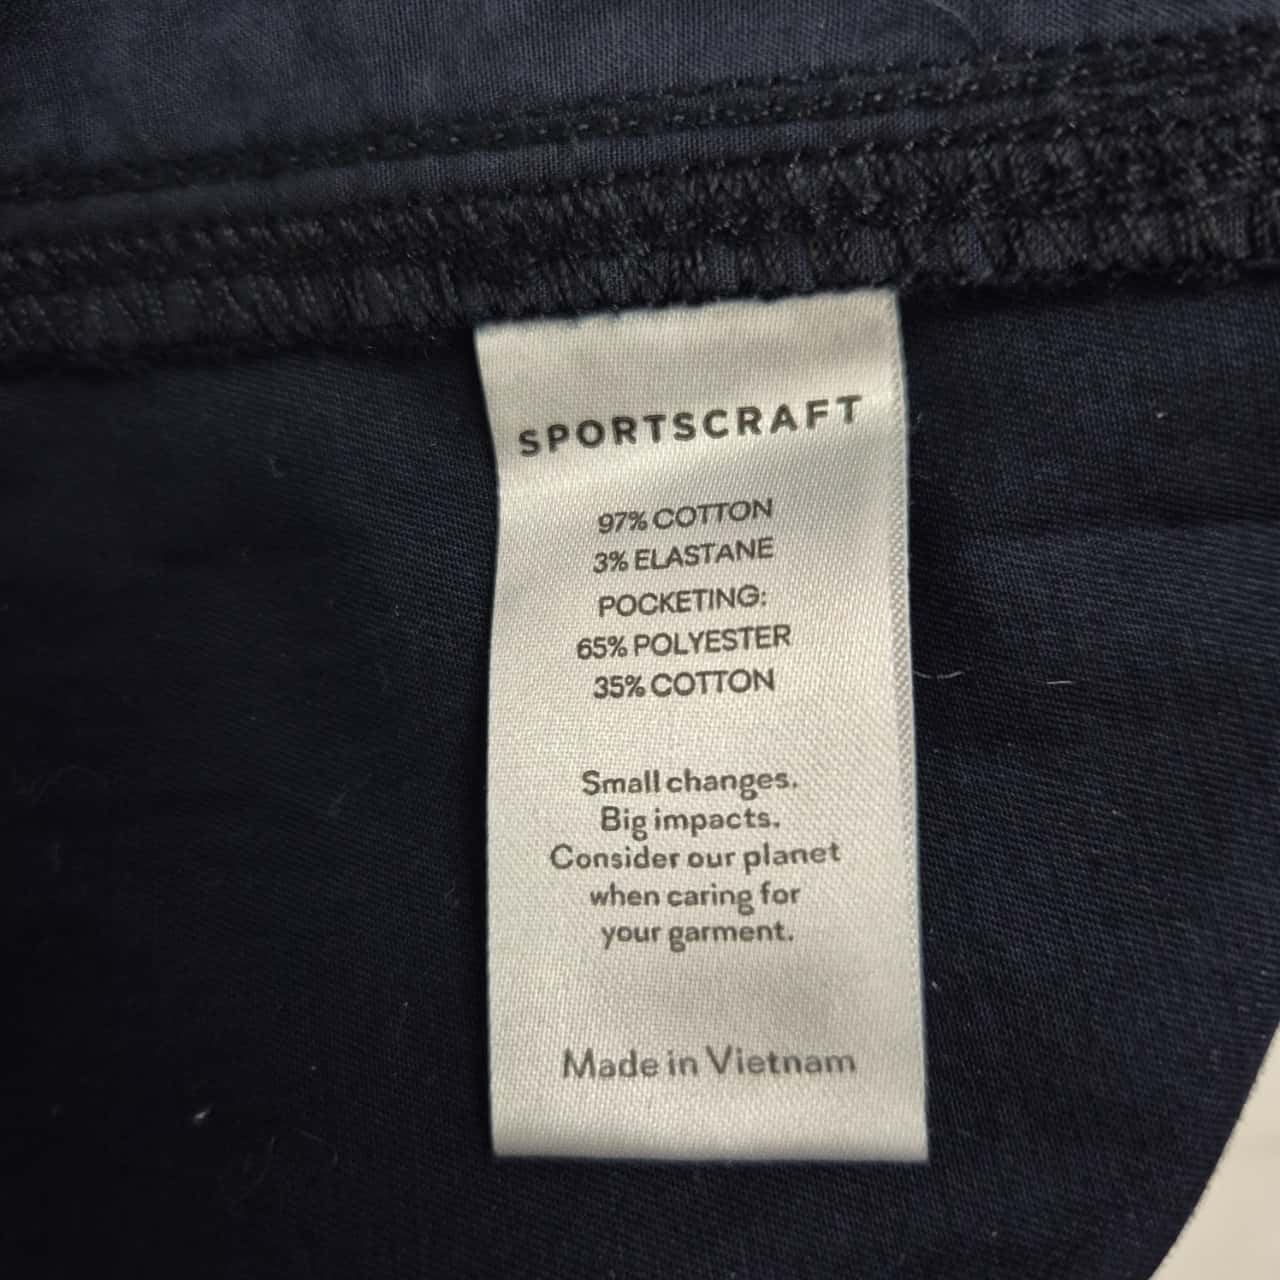 SPORTSCRAFT
97% COTTON
3% ELASTANE
POCKETING:
65% POLYESTER
35% COTTON
Small changes.
Big impacts.
Consider our planet
when caring for
your garment.
Made in Vietnam